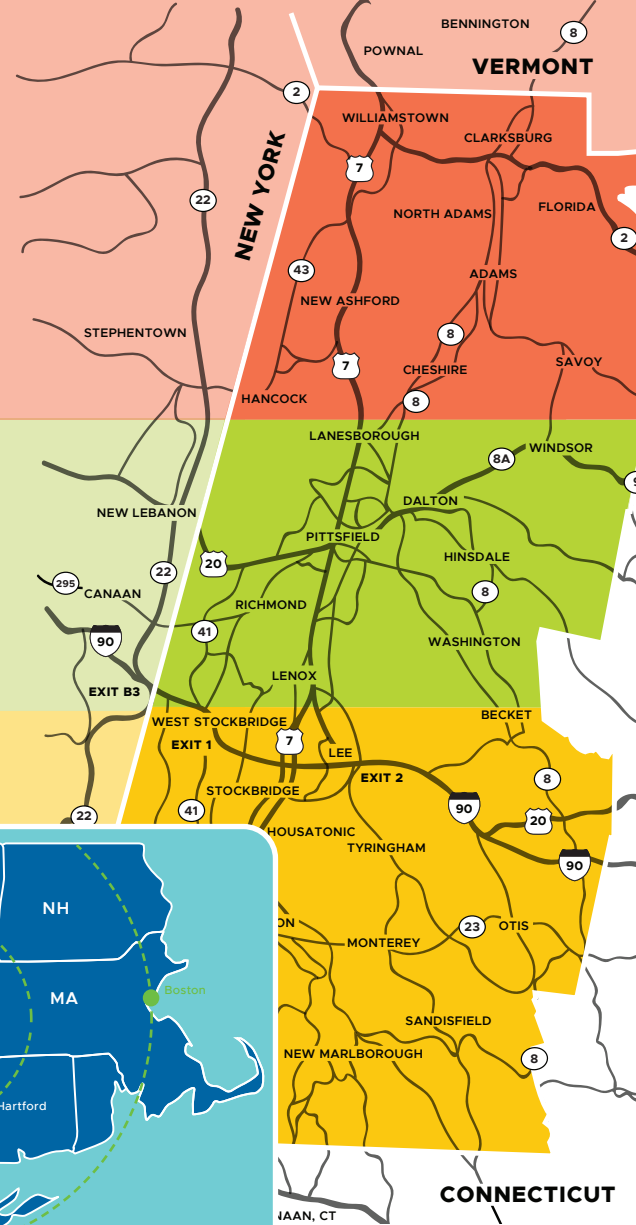 BENNINGTON
8
POWNAL
VERMONT
2
WILLIAMSTOWN
CLARKSBURG
7
NEW YORK
22
NORTH ADAMS
FLORIDA
2
43
ADAMS
NEW ASHFORD
STEPHENTOWN
8
7
CHESHIRE
SAVOY
HANCOCK
8
LANESBOROUGH
8A
WINDSOR
9
DALTON
NEW LEBANON
PITTSFIELD
HINSDALE
20
22
295
CANAAN
8
RICHMOND
41
90
WASHINGTON
LENOX
EXIT B3
BECKET
WEST STOCKBRIDGE
7
EXIT 1
LEE
EXIT 2
8
STOCKBRIDGE
90
41
22
20
HOUSATONIC
TYRINGHAM
90
NH
ON
23
OTIS
MONTEREY
Boston
MA
SANDISFIELD
NEW MARLBOROUGH
8
Hartford
CONNECTICUT
NAAN, CT